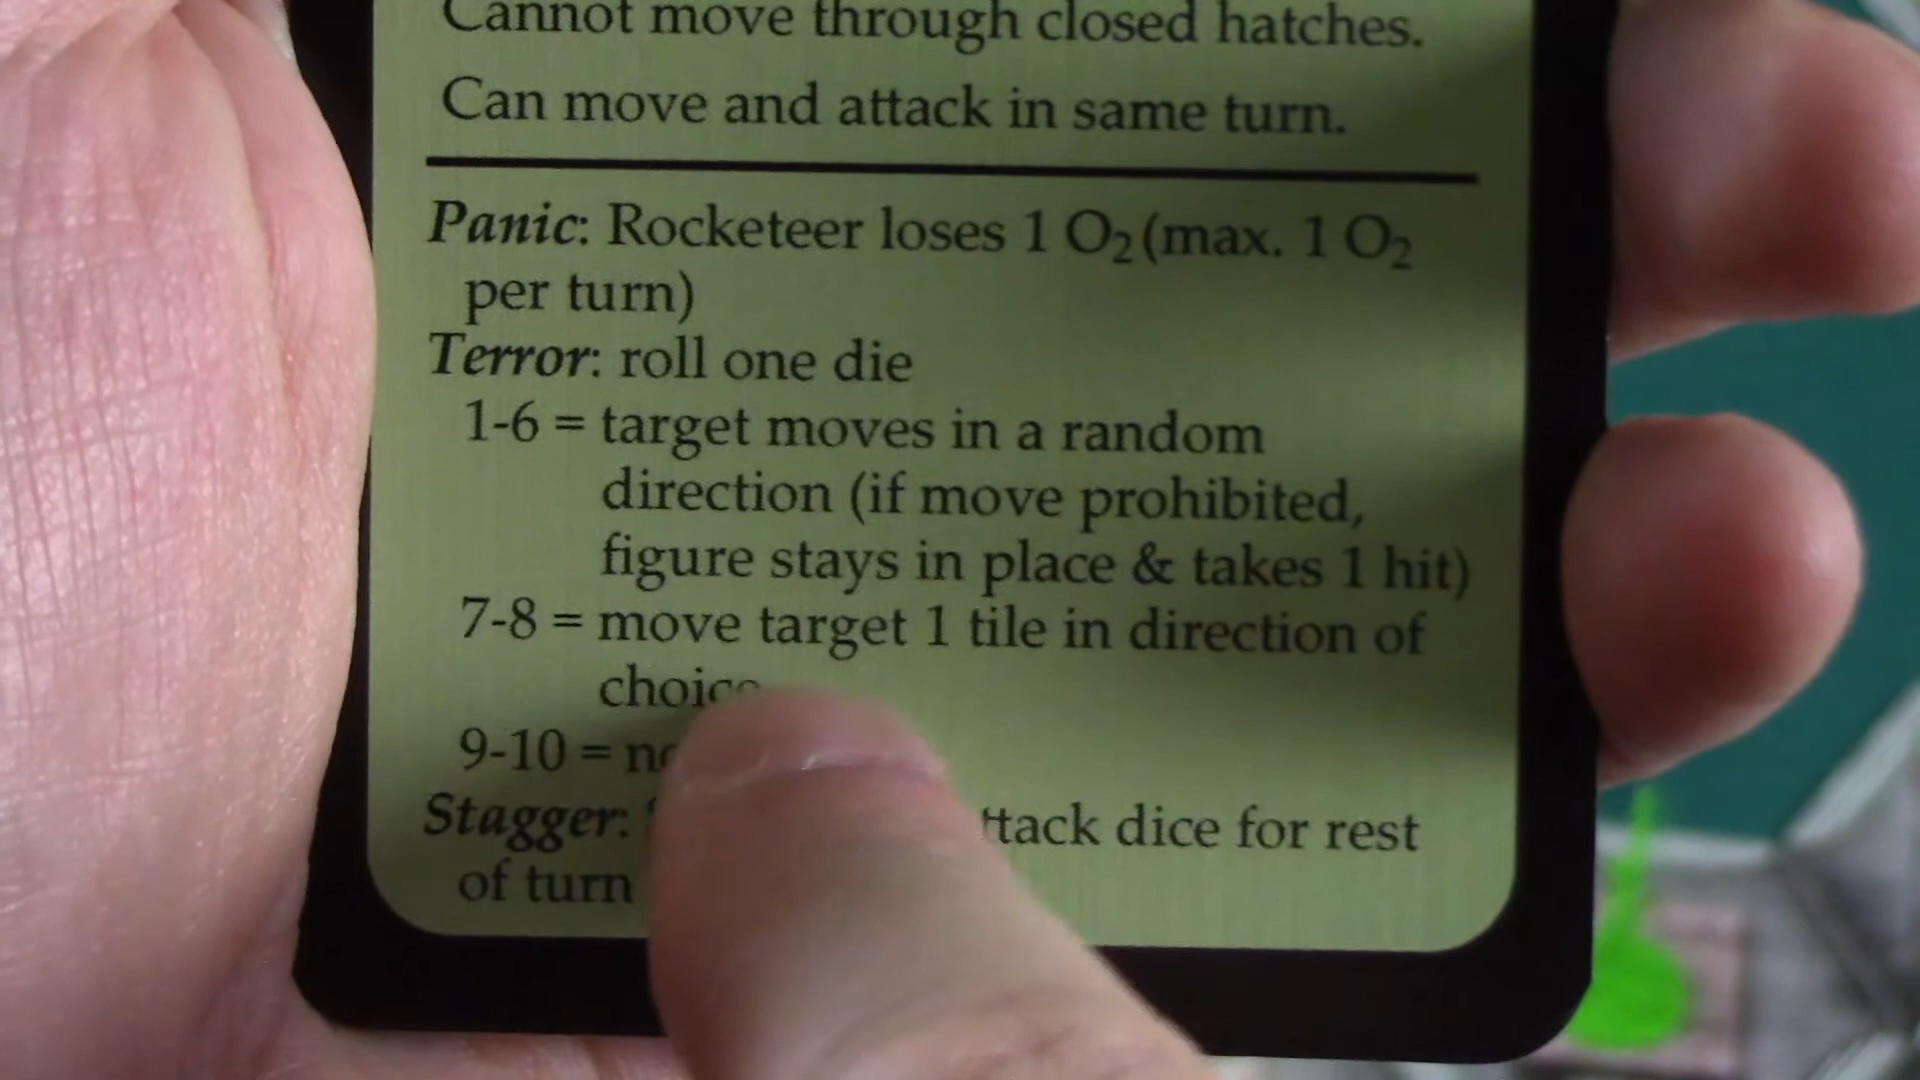 Cannot move through closed hatches.
Can move and attack in same turn.
Panic: Rocketeer loses 1 O₂ (max. 1 O₂
per turn)
Terror: roll one die
1-6 = target moves in a random
direction (if move prohibited,
figure stays in place & takes 1 hit)
7-8 = move target 1 tile in direction of
choice
9-10 =
Stagger: dice for rest
of turn